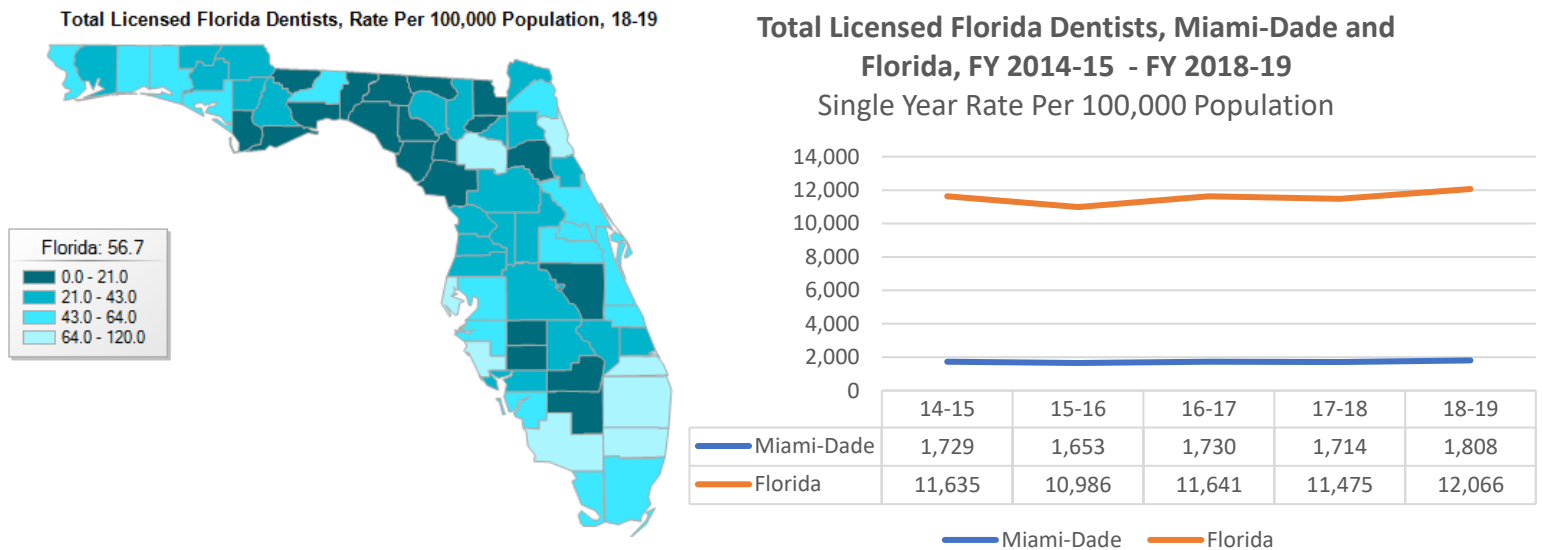 Total Licensed Florida Dentists, Rate Per 100,000 Population, 18-19
Florida: 56.7
0.0 - 21.0
21.0 - 43.0
43.0 - 64.0
64.0 - 120.0
Total Licensed Florida Dentists, Miami-Dade and
Florida, FY 2014-15 - FY 2018-19
Single Year Rate Per 100,000 Population
14,000
12,000
10,000
8,000
6,000
4,000
2,000
0
14-15 15-16 16-17 17-18 18-19
Miami-Dade 1,729 1,653 1,730 1,714 1,808
Florida 11,635 10,986 11,641 11,475 12,066
Miami-Dade Florida